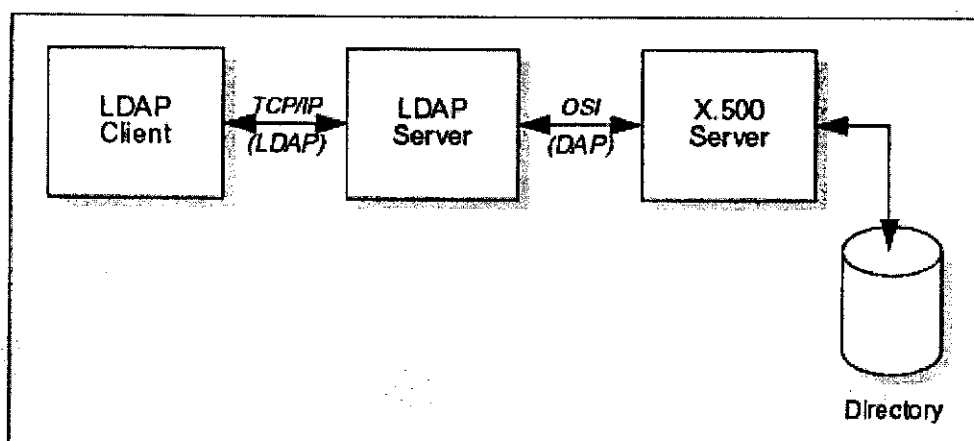 LDAP
Client
TCP/IP
(LDAP)
LDAP
Server
OSI
(DAP)
X.500
Server
Directory